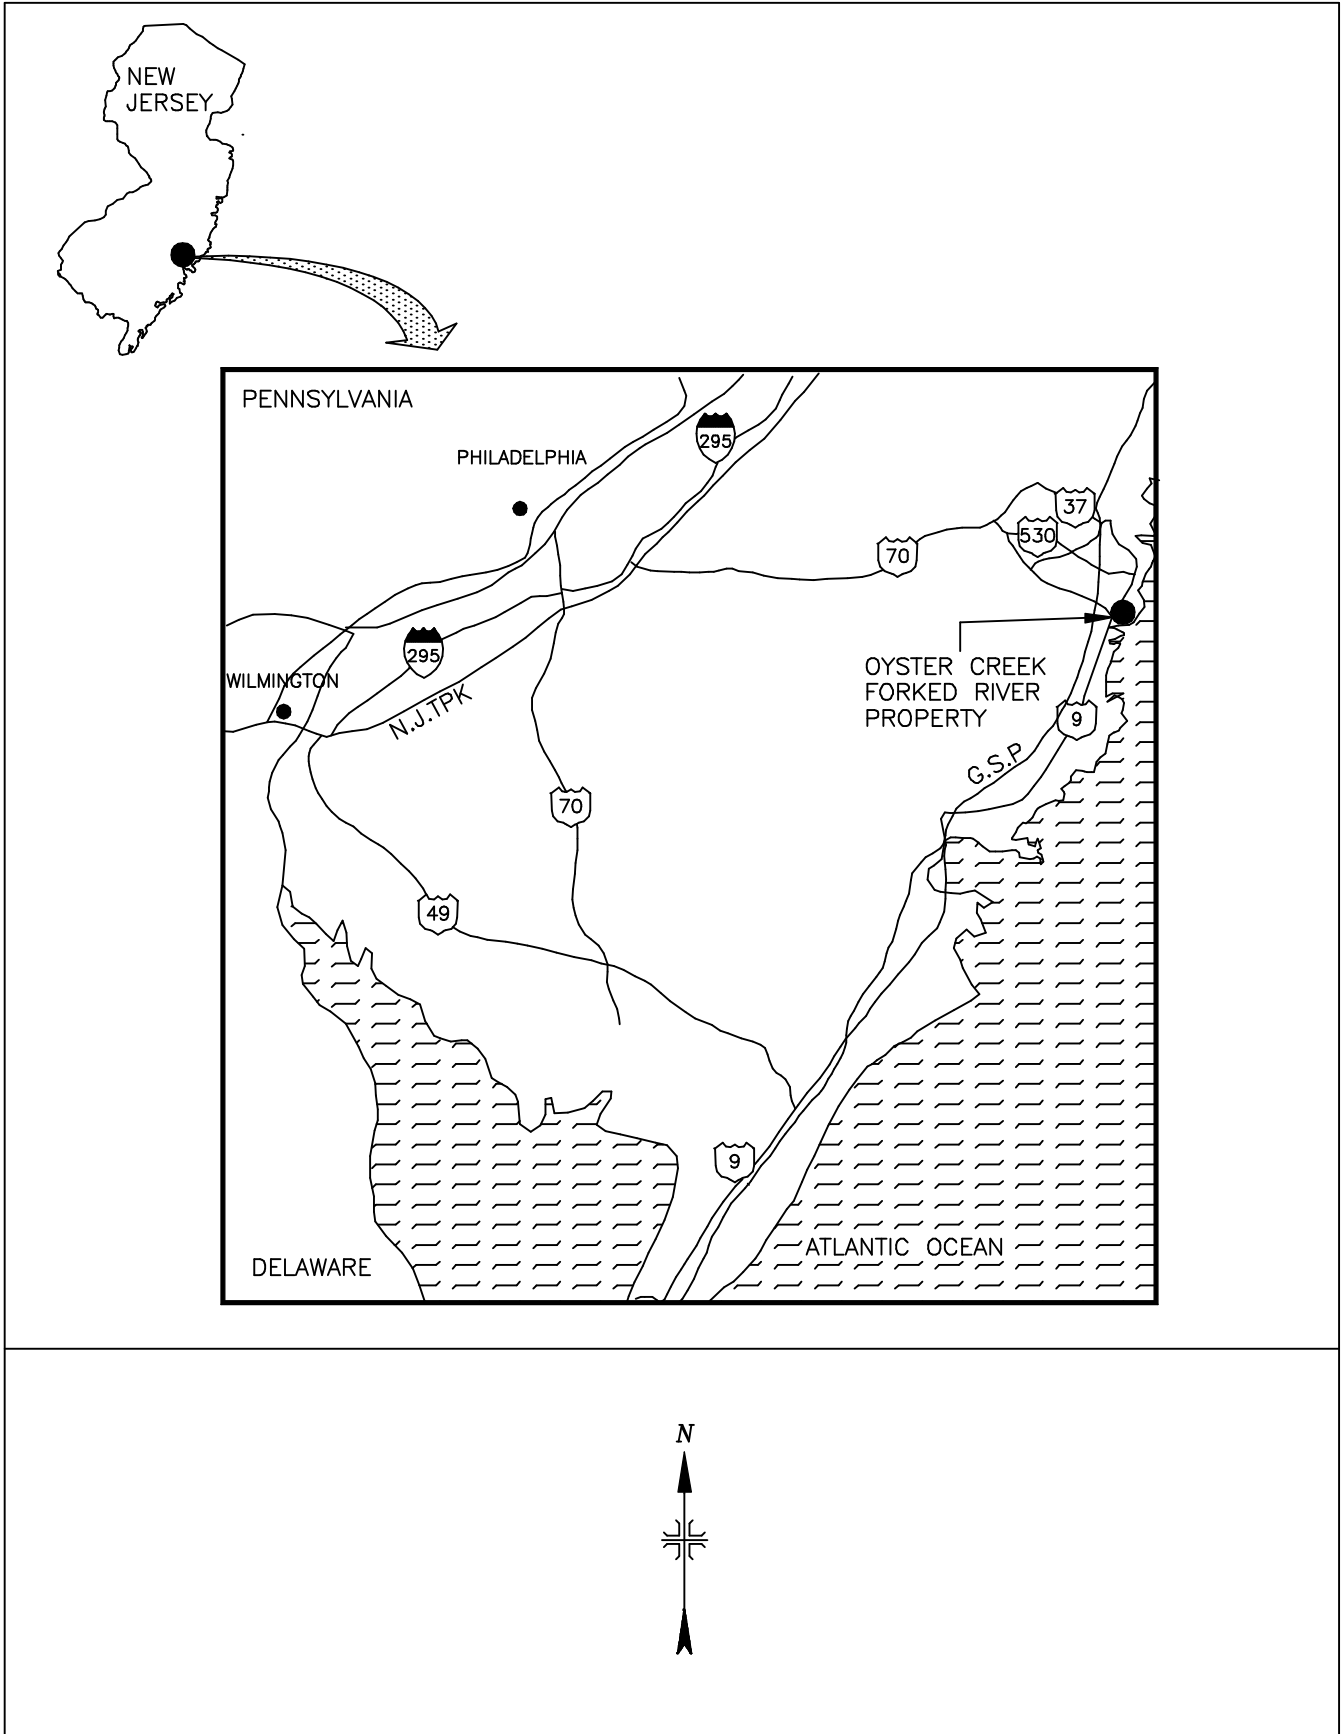 NEW
JERSEY
PENNSYLVANIA
295
PHILADELPHIA
37
530
70
295
OYSTER CREEK
FORKED RIVER
PROPERTY
WILMINGTON
N.J.TPK
9
G.S.P
70
49
9
ATLANTIC OCEAN
DELAWARE
N